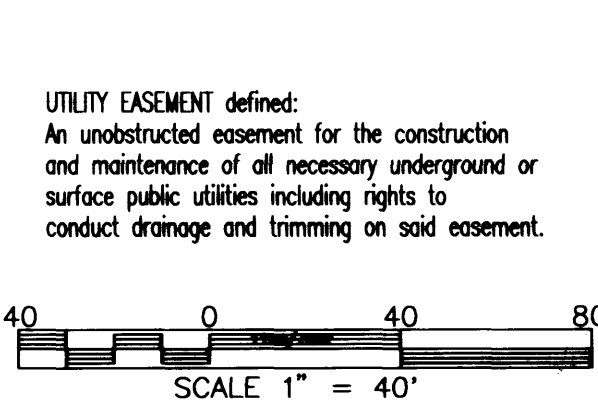 UTILITY EASEMENT defined:
An unobstructed easement for the construction
and maintenance of all necessary underground or
surface public utilities including rights to
conduct drainage and trimming on said easement.
40 0 40 80
SCALE 1" = 40'